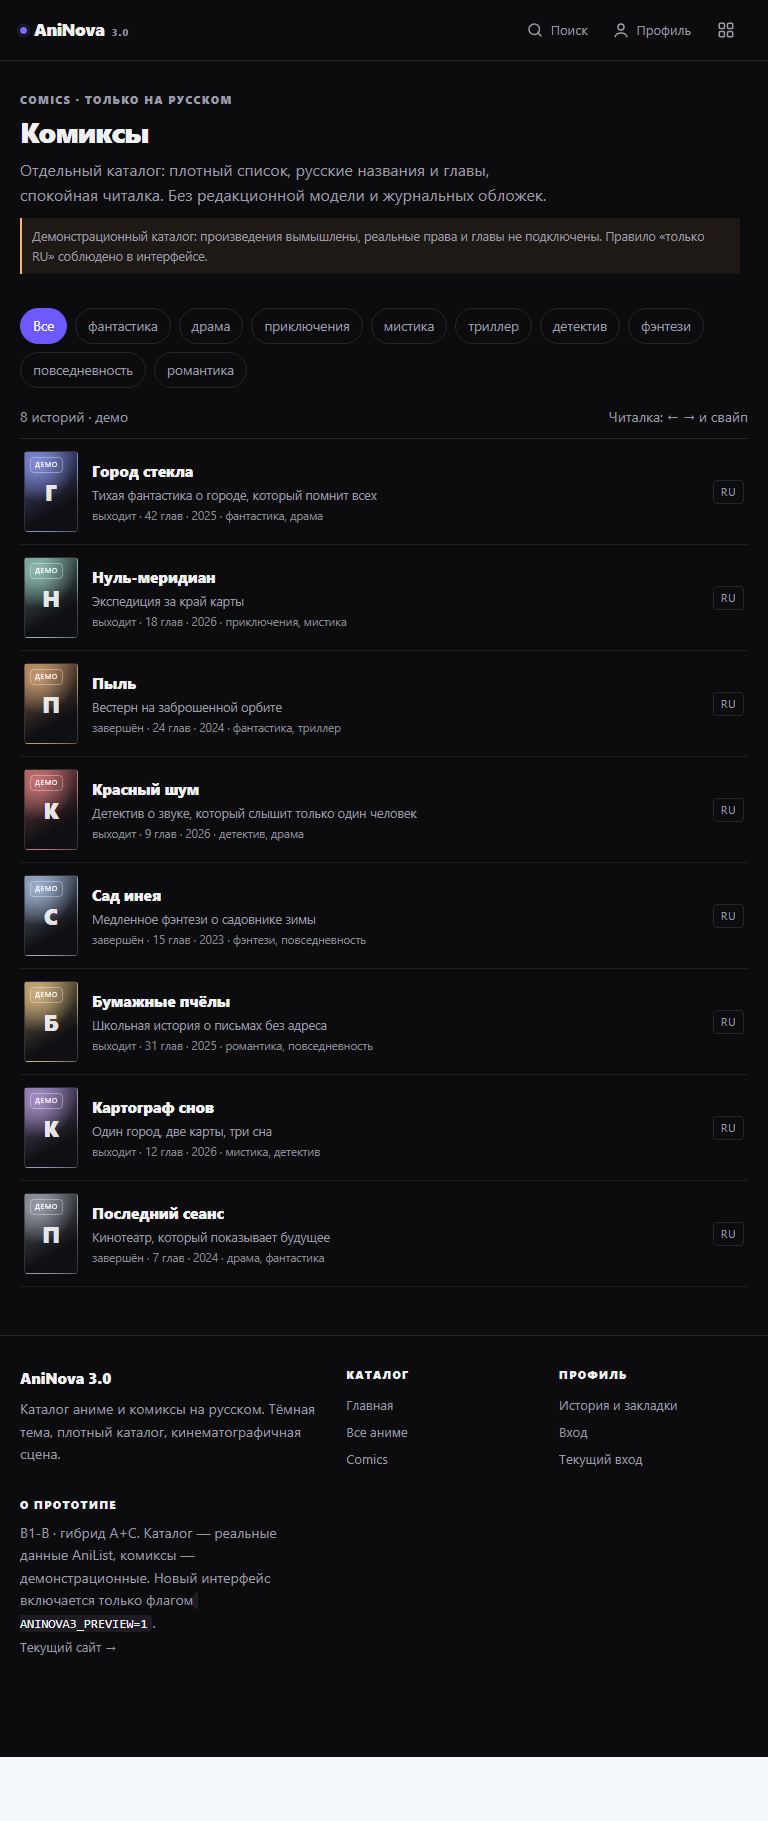 AniNova 3.0
Поиск
Профиль
COMICS · ТОЛЬКО НА РУССКОМ
Комиксы
Отдельный каталог: плотный список, русские названия и главы,
спокойная читалка. Без редакционной модели и журнальных обложек.
Демонстрационный каталог: произведения вымышлены, реальные права и главы не подключены. Правило «только
RU» соблюдено в интерфейсе.
Все фантастика драма приключения мистика триллер детектив фэнтези
повседневность романтика
8 историй · демо
Читалка: ← → и свайп
ДЕМО
Г
Город стекла
Тихая фантастика о городе, который помнит всех
выходит · 42 глав · 2025 · фантастика, драма
RU
ДЕМО
Н
Нуль-меридиан
Экспедиция за край карты
выходит · 18 глав · 2026 · приключения, мистика
RU
ДЕМО
П
Пыль
Вестерн на заброшенной орбите
завершён · 24 глав · 2024 · фантастика, триллер
RU
ДЕМО
К
Красный шум
Детектив о звуке, который слышит только один человек
выходит · 9 глав · 2026 · детектив, драма
RU
ДЕМО
С
Сад инея
Медленное фэнтези о садовнике зимы
завершён · 15 глав · 2023 · фэнтези, повседневность
RU
ДЕМО
Б
Бумажные пчёлы
Школьная история о письмах без адреса
выходит · 31 глав · 2025 · романтика, повседневность
RU
ДЕМО
К
Картограф снов
Один город, две карты, три сна
выходит · 12 глав · 2026 · мистика, детектив
RU
ДЕМО
П
Последний сеанс
Кинотеатр, который показывает будущее
завершён · 7 глав · 2024 · драма, фантастика
RU
AniNova 3.0
Каталог аниме и комиксы на русском. Тёмная
тема, плотный каталог, кинематографичная
сцена.
КАТАЛОГ
Главная
Все аниме
Comics
ПРОФИЛЬ
История и закладки
Вход
Текущий вход
О ПРОТОТИПЕ
B1-B · гибрид A+C. Каталог — реальные
данные AniList, комиксы —
демонстрационные. Новый интерфейс
включается только флагом
ANINOVA3_PREVIEW=1 .
Текущий сайт →